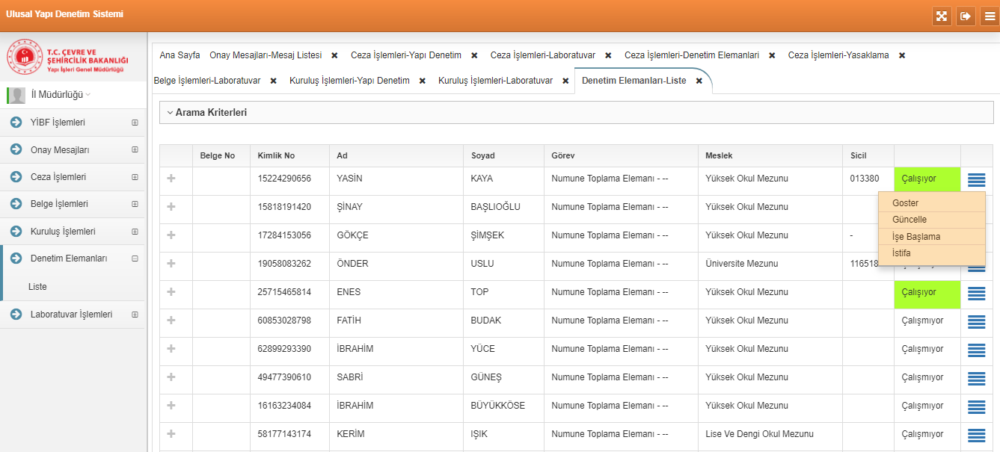 Ulusal Yapı Denetim Sistemi
T.C. ÇEVRE VE
ŞEHİRCİLİK BAKANLIĞI
Yapı İşleri Genel Müdürlüğü
İl Müdürlüğü
YİBF İşlemleri
Onay Mesajları
Ceza İşlemleri
Belge İşlemleri
Kuruluş İşlemleri
Denetim Elemanları
Liste
Laboratuvar İşlemleri
Ana Sayfa Onay Mesajları-Mesaj Listesi Ceza İşlemleri-Yapı Denetim Ceza İşlemleri-Laboratuvar Ceza İşlemleri-Denetim Elemanlari Ceza İşlemleri-Yasaklama
Belge İşlemleri-Laboratuvar Kuruluş İşlemleri-Yapı Denetim Kuruluş İşlemleri-Laboratuvar Denetim Elemanları-Liste
Arama Kriterleri
Belge No Kimlik No Ad Soyad Görev Meslek Sicil
15224290656 YASİN KAYA Numune Toplama Elemanı - -- Yüksek Okul Mezunu 013380 Çalışıyor
15818191420 ŞİNAY BAŞLIOĞLU Numune Toplama Elemanı - -- Yüksek Okul Mezunu
17284153056 GÖKÇE ŞİMŞEK Numune Toplama Elemanı - -- Yüksek Okul Mezunu -
19058083262 ÖNDER USLU Numune Toplama Elemanı - -- Üniversite Mezunu 116518
25715465814 ENES TOP Numune Toplama Elemanı - -- Yüksek Okul Mezunu Çalışıyor
60853028798 FATİH BUDAK Numune Toplama Elemanı - -- Yüksek Okul Mezunu Çalışmıyor
62899293390 İBRAHİM YÜCE Numune Toplama Elemanı - -- Yüksek Okul Mezunu Çalışmıyor
49477390610 SABRİ GÜNEŞ Numune Toplama Elemanı - -- Yüksek Okul Mezunu Çalışmıyor
16163234084 İBRAHİM BÜYÜKKÖSE Numune Toplama Elemanı - -- Yüksek Okul Mezunu Çalışmıyor
58177143174 KERİM IŞIK Numune Toplama Elemanı - -- Lise Ve Dengi Okul Mezunu Çalışmıyor
Goster
Güncelle
İşe Başlama
İstifa